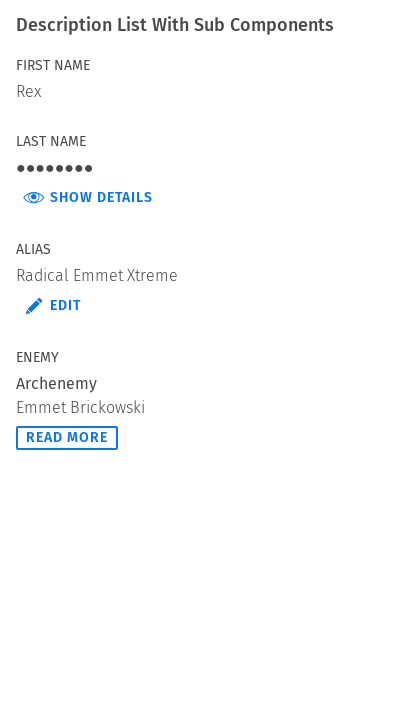 Description List With Sub Components
FIRST NAME
Rex
LAST NAME
●●●●●●●●
SHOW DETAILS
ALIAS
Radical Emmet Xtreme
EDIT
ENEMY
Archenemy
Emmet Brickowski
READ MORE